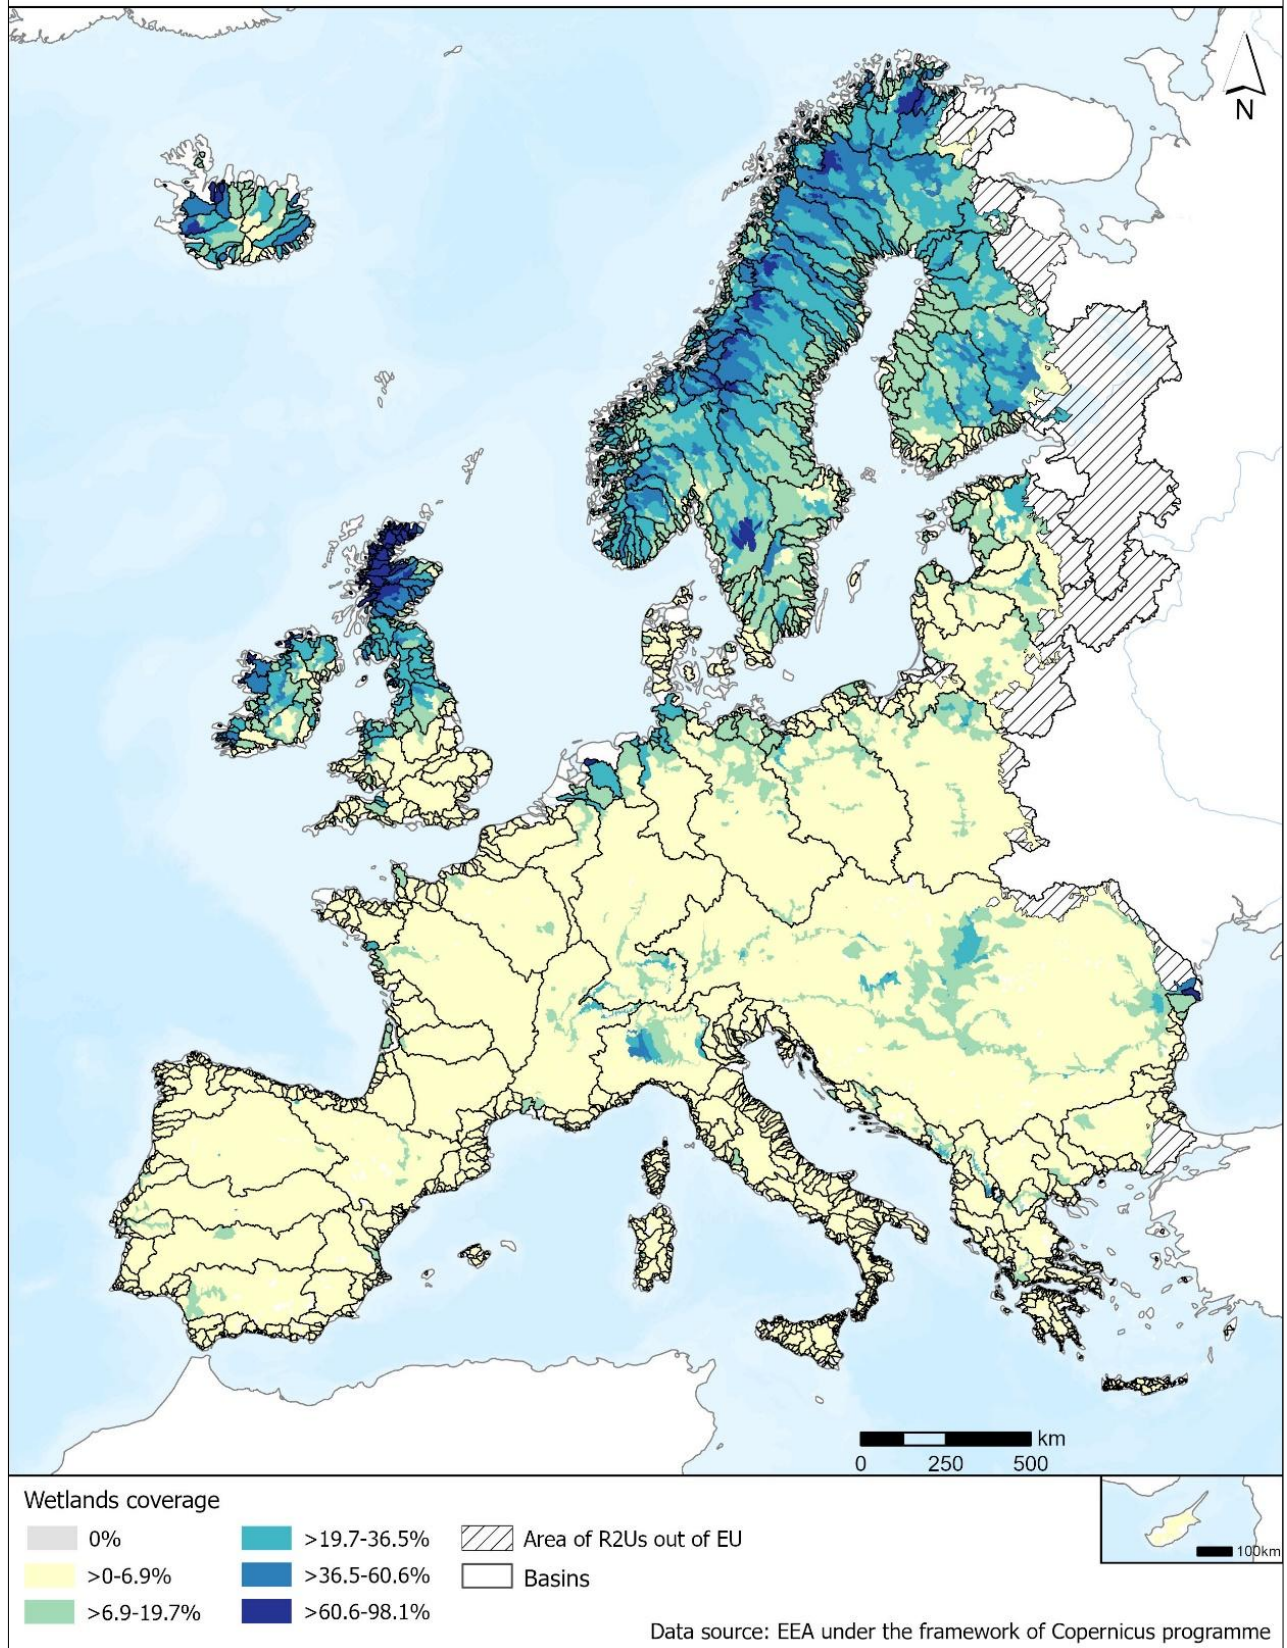 N
km
0 250 500
100km
Wetlands coverage
0%
>0-6.9%
>6.9-19.7%
>19.7-36.5%
>36.5-60.6%
>60.6-98.1%
Area of R2Us out of EU
Basins
Data source: EEA under the framework of Copernicus programme